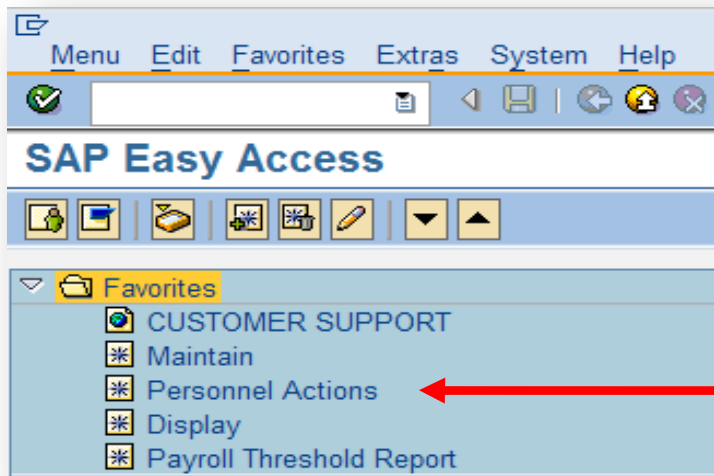 Menu Edit Favorites Extras System Help
SAP Easy Access
Favorites
CUSTOMER SUPPORT
Maintain
Personnel Actions
Display
Payroll Threshold Report